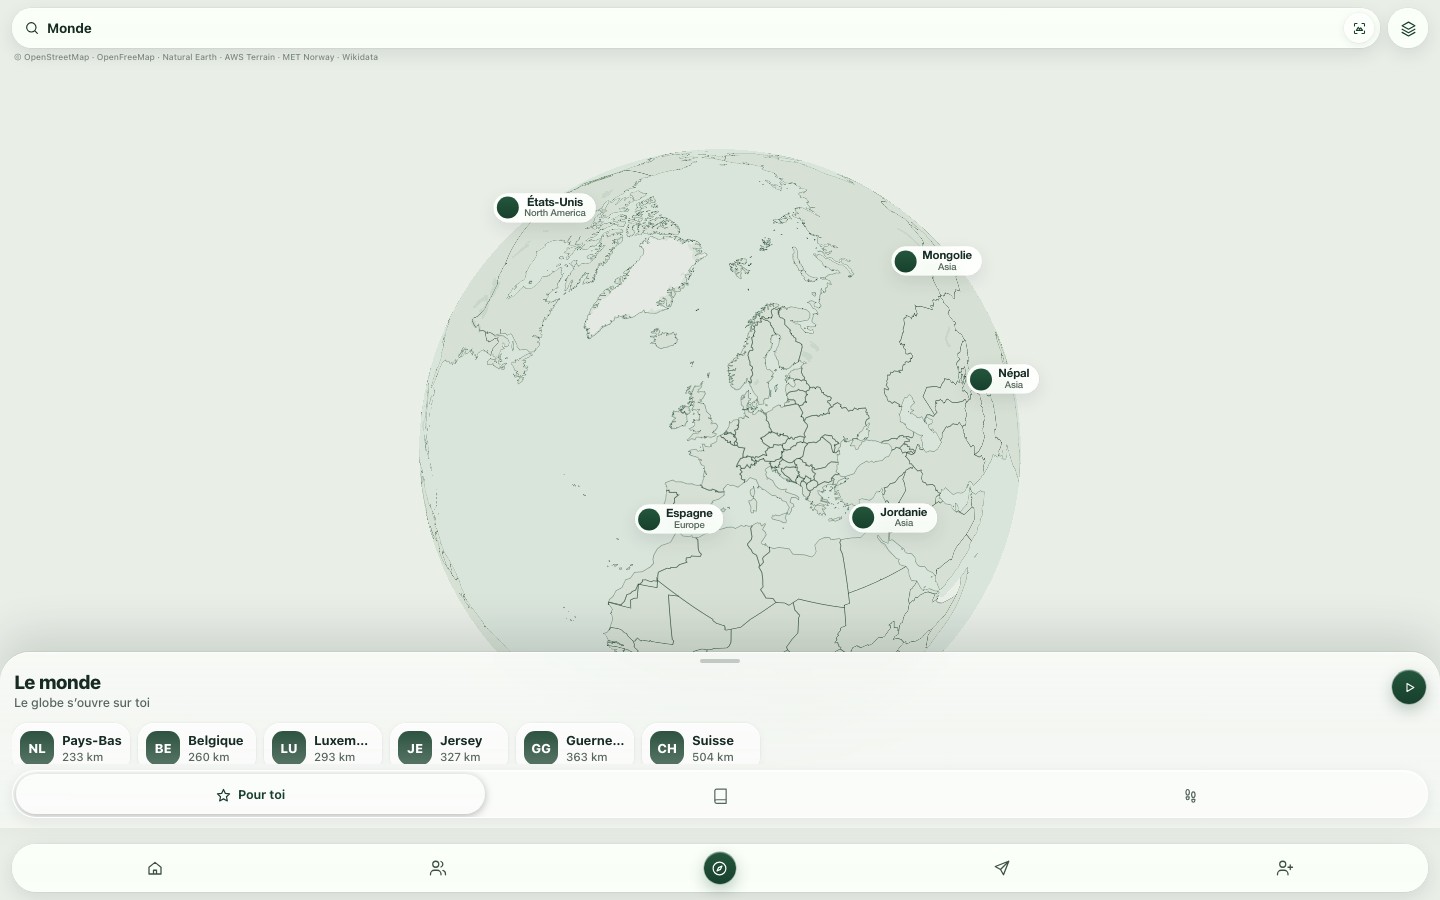 Monde
© OpenStreetMap · OpenFreeMap · Natural Earth · AWS Terrain · MET Norway · Wikidata
États-Unis
North America
Mongolie
Asia
Népal
Asia
Espagne
Europe
Jordanie
Asia
Le monde
Le globe s’ouvre sur toi
NL
Pays-Bas
233 km
BE
Belgique
260 km
LU
Luxem...
293 km
JE
Jersey
327 km
GG
Guerne...
363 km
CH
Suisse
504 km
Pour toi